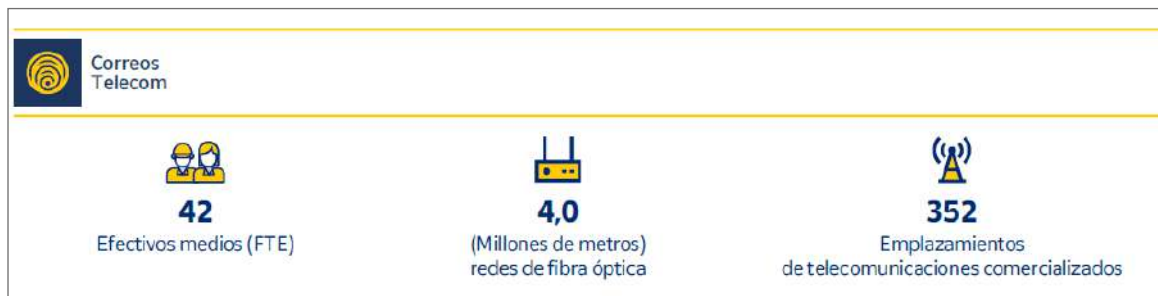 Correos
Telecom
42
Efectivos medios (FTE)
4,0
(Millones de metros)
redes de fibra óptica
352
Emplazamientos
de telecomunicaciones comercializados